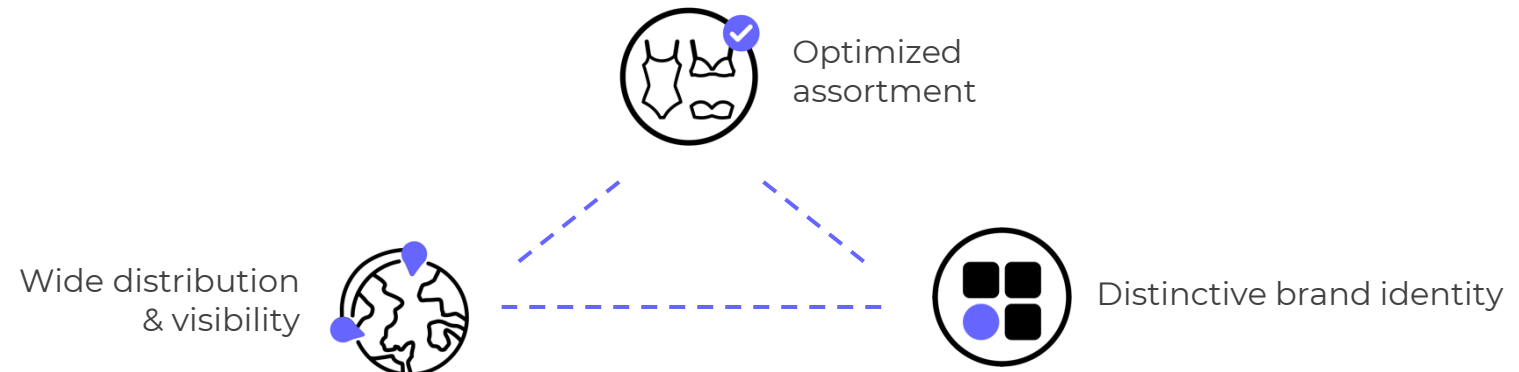 Optimized
assortment
Wide distribution
& visibility
Distinctive brand identity